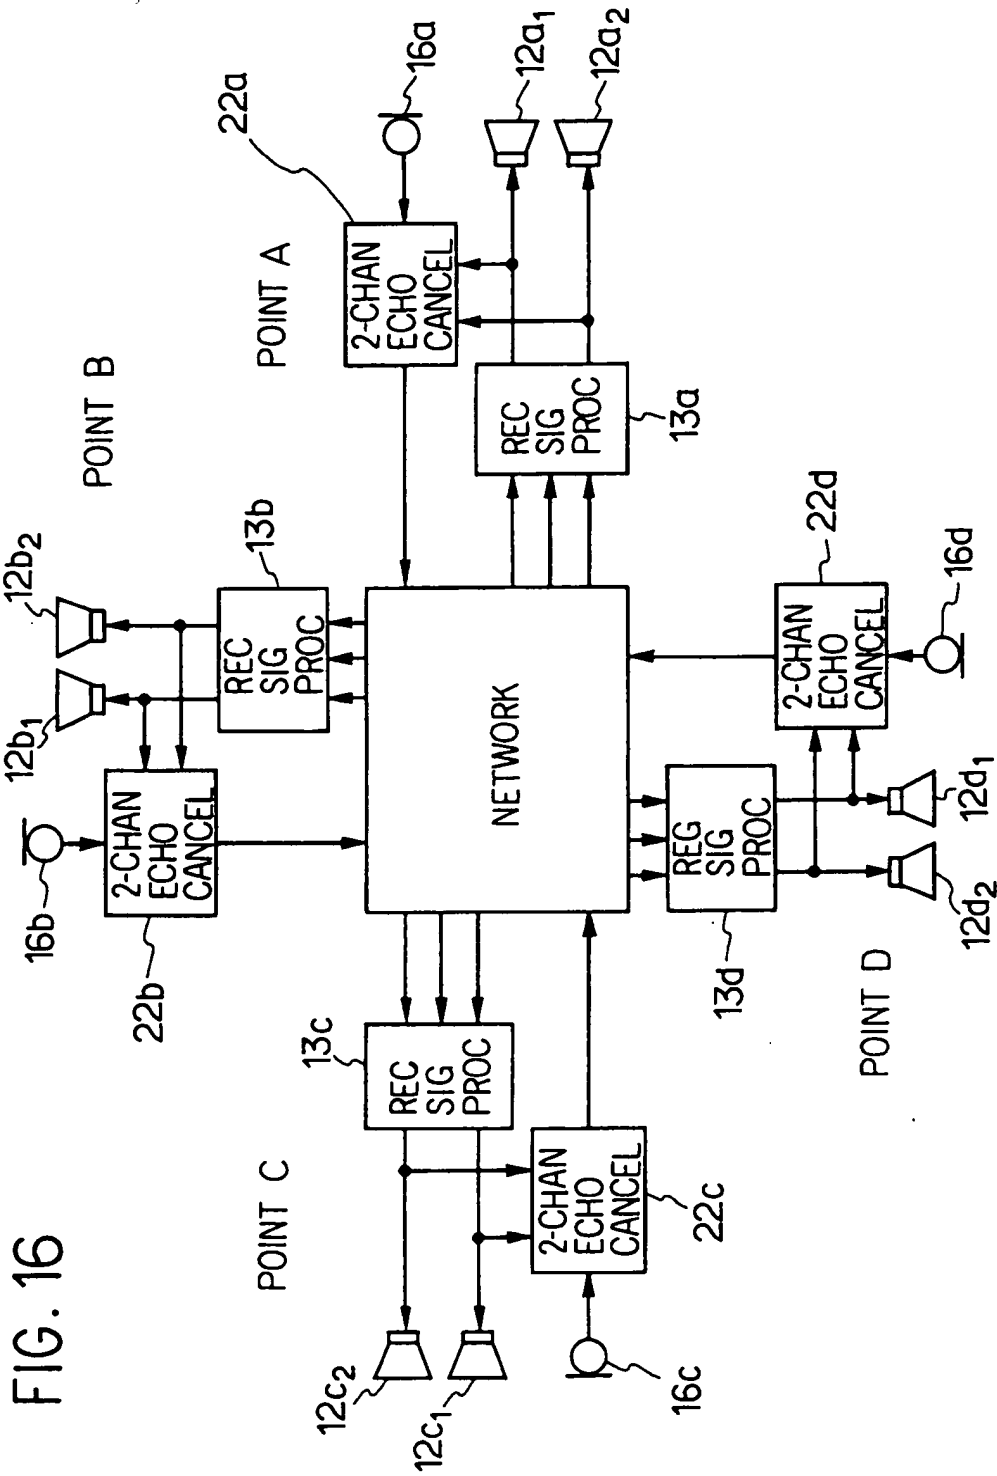 FIG. 16
POINT B
POINT A
POINT C
POINT D
12b1
12b2
16b
22b
2-CHAN
ECHO
CANCEL
13b
REC
SIG
PROC
22a
2-CHAN
ECHO
CANCEL
16a
12a1
12a2
13a
REC
SIG
PROC
NETWORK
13c
REC
SIG
PROC
12c2
12c1
16c
22c
2-CHAN
ECHO
CANCEL
13d
REG
SIG
PROC
22d
2-CHAN
ECHO
CANCEL
16d
12d1
12d2